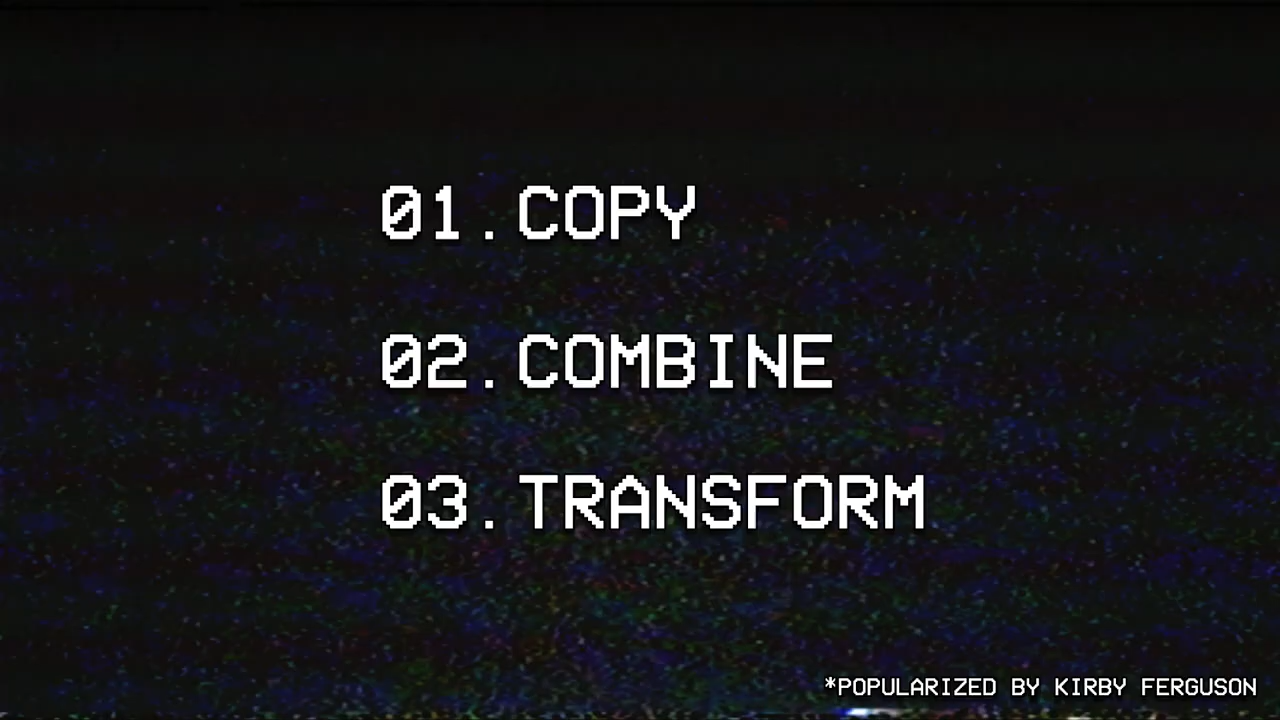 01.COPY
02.COMBINE
03.TRANSFORM
*POPULARIZED BY KIRBY FERGUSON